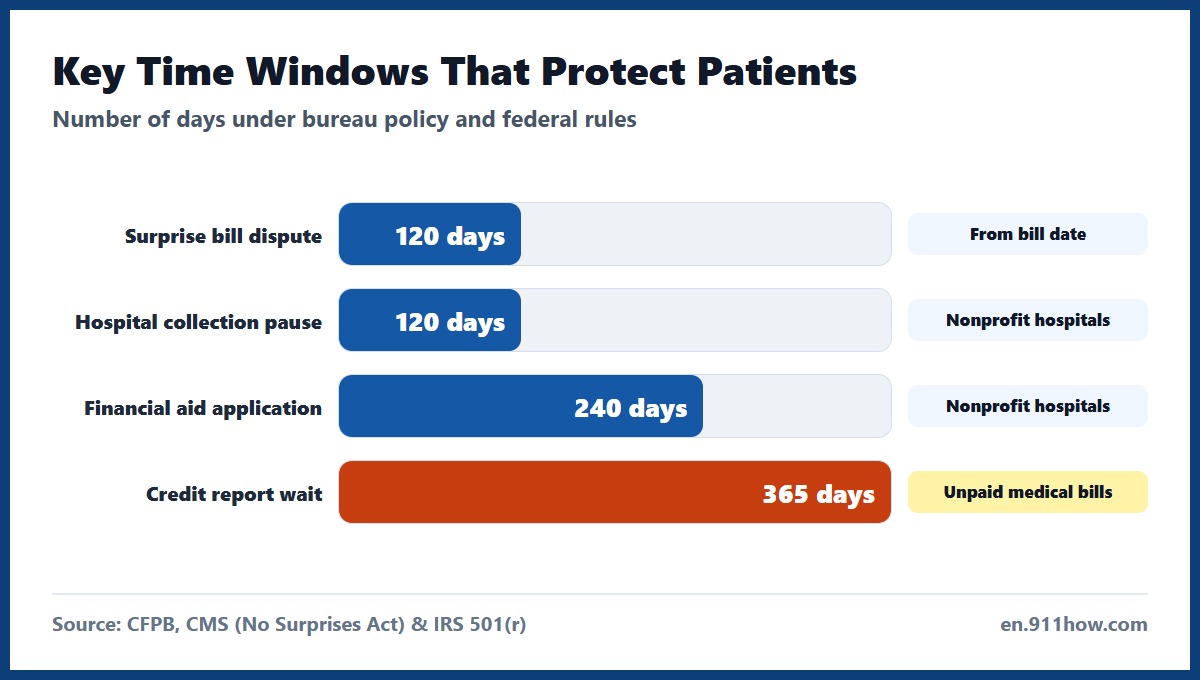 Key Time Windows That Protect Patients
Number of days under bureau policy and federal rules
Surprise bill dispute
120 days
From bill date
Hospital collection pause
120 days
Nonprofit hospitals
Financial aid application
240 days
Nonprofit hospitals
Credit report wait
365 days
Unpaid medical bills
Source: CFPB, CMS (No Surprises Act) & IRS 501(r)
en.911how.com